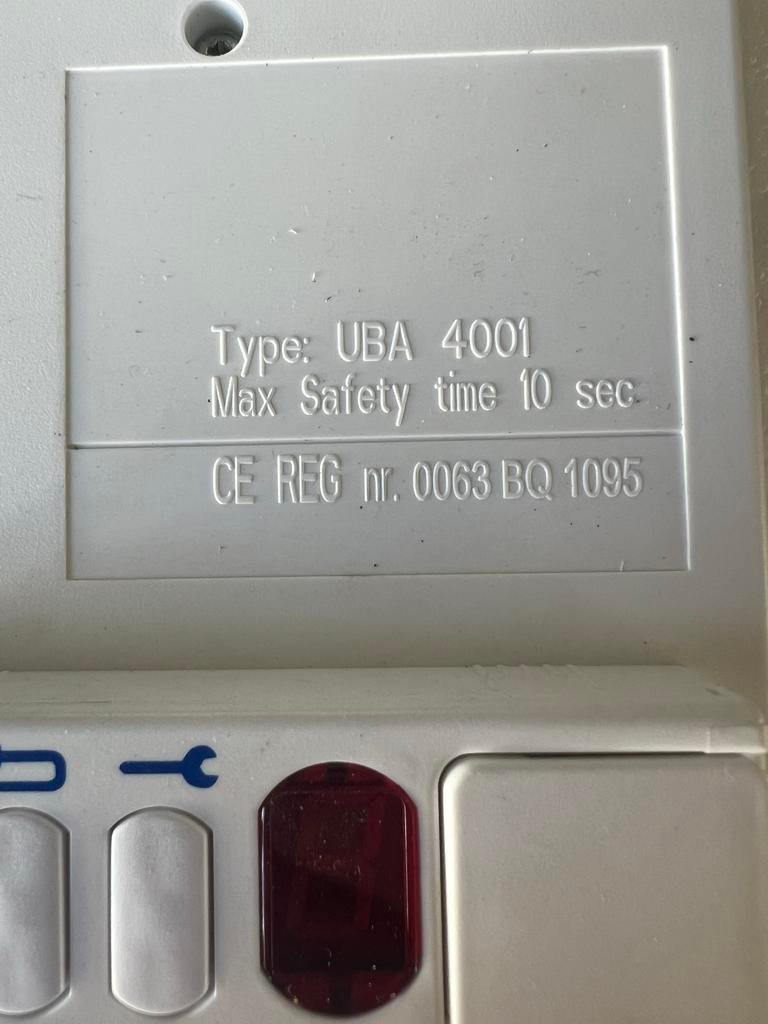 Type: UBA 4001
Max Safety time 10 sec
CE REG nr. 0063 BQ 1095